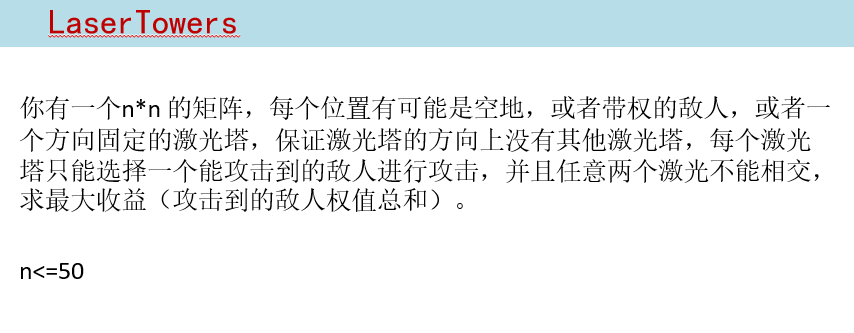 LaserTowers
你有一个n*n 的矩阵，每个位置有可能是空地，或者带权的敌人，或者一
个方向固定的激光塔，保证激光塔的方向上没有其他激光塔，每个激光
塔只能选择一个能攻击到的敌人进行攻击，并且任意两个激光不能相交，
求最大收益（攻击到的敌人权值总和）。
n<=50